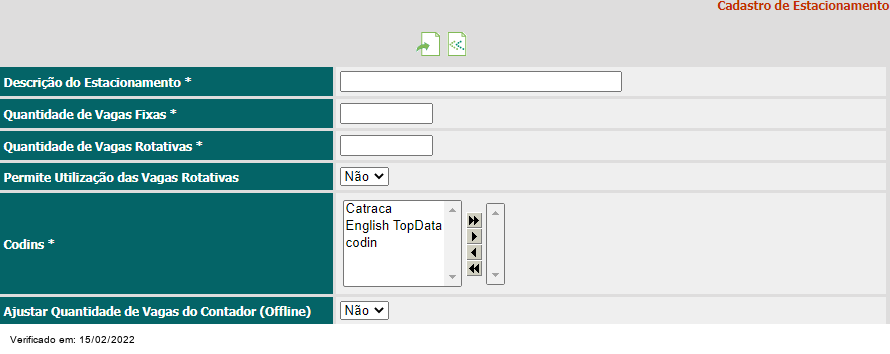 Cadastro de Estacionamento
Descrição do Estacionamento *
Quantidade de Vagas Fixas *
Quantidade de Vagas Rotativas *
Permite Utilização das Vagas Rotativas
Não
Codins *
Catraca
English TopData
codin
Ajustar Quantidade de Vagas do Contador (Offline)
Não
Verificado em: 15/02/2022